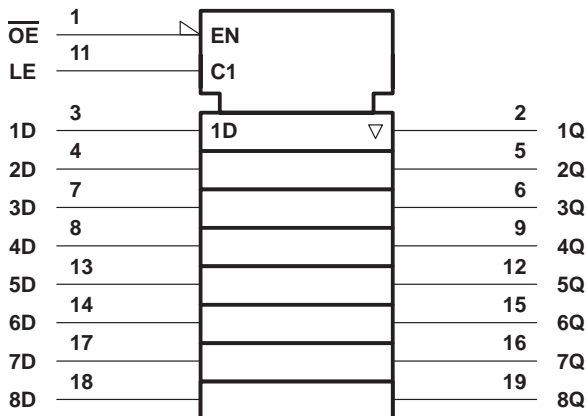 OE 1 EN
LE 11 C1
1D 3 1D ▽ 2 1Q
2D 4 5 2Q
3D 7 6 3Q
4D 8 9 4Q
5D 13 12 5Q
6D 14 15 6Q
7D 17 16 7Q
8D 18 19 8Q